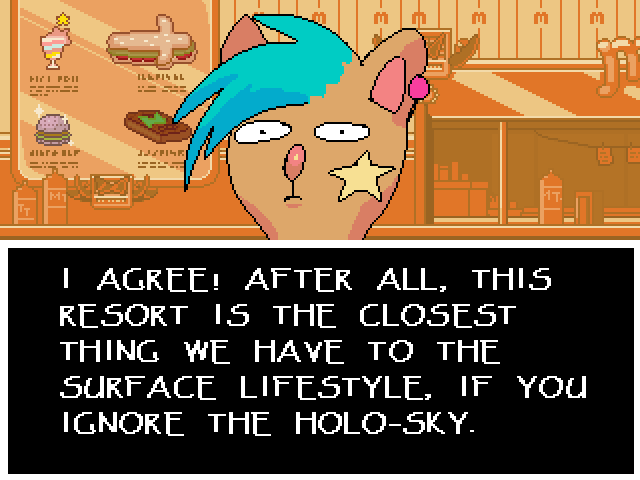 I AGREE! AFTER ALL, THIS
RESORT IS THE CLOSEST
THING WE HAVE TO THE
SURFACE LIFESTYLE, IF YOU
IGNORE THE HOLO-SKY.